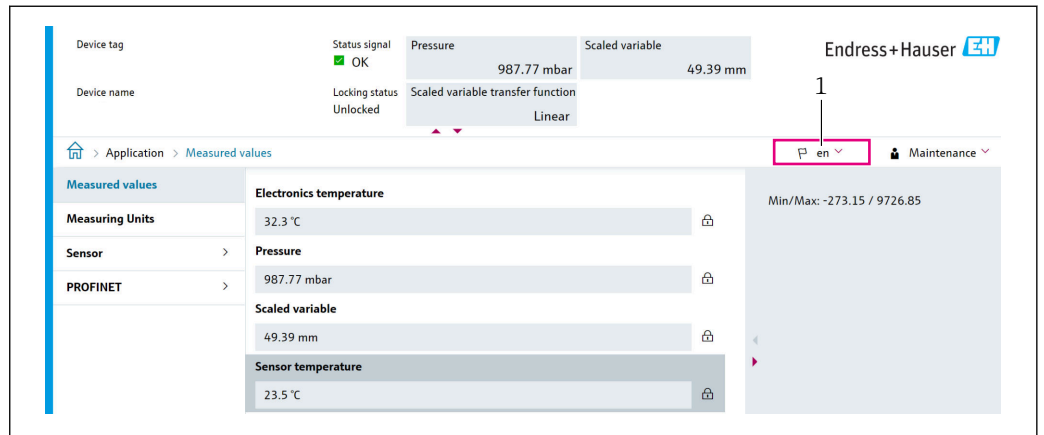 Device tag
Status signal
OK
Pressure
987.77 mbar
Scaled variable
49.39 mm
Endress+Hauser EH
Device name
Locking status
Unlocked
Scaled variable transfer function
Linear
1
> Application > Measured values
en
Maintenance
Measured values
Measuring Units
Sensor >
PROFINET >
Electronics temperature
32.3 °C
Pressure
987.77 mbar
Scaled variable
49.39 mm
Sensor temperature
23.5 °C
Min/Max: -273.15 / 9726.85